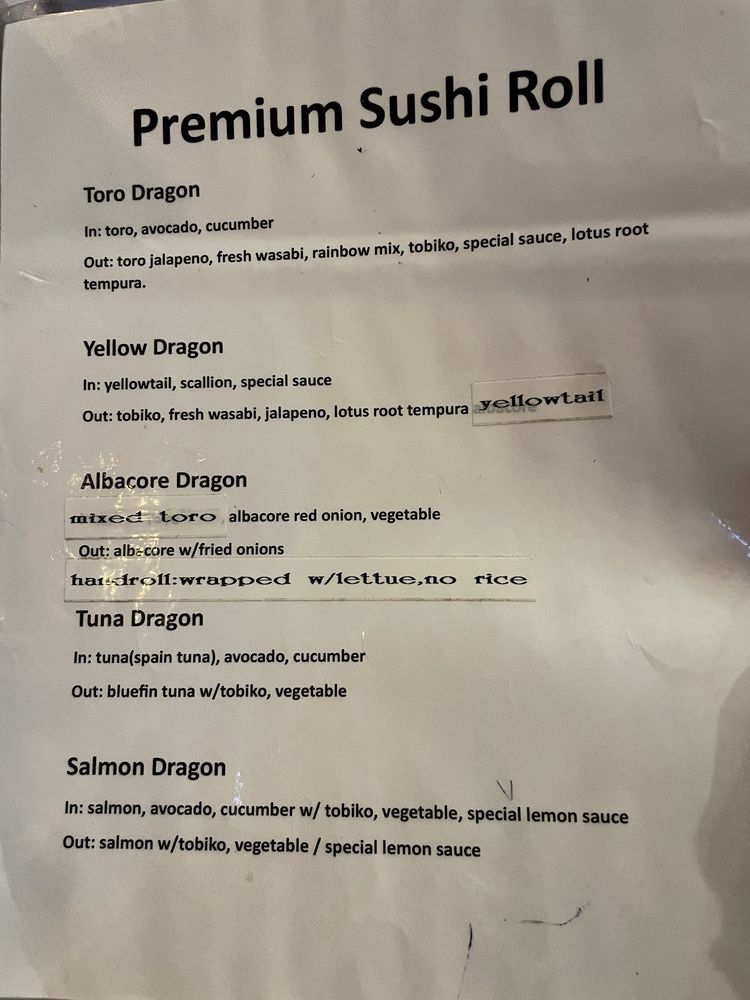 Premium Sushi Roll
Toro Dragon
In: toro, avocado, cucumber
Out: toro jalapeno, fresh wasabi, rainbow mix, tobiko, special sauce, lotus root
tempura.
Yellow Dragon
In: yellowtail, scallion, special sauce
Out: tobiko, fresh wasabi, jalapeno, lotus root tempura yellowtail
Albacore Dragon
mixed toro albacore red onion, vegetable
Out: albacore w/fried onions
handroll:wrapped w/lettue,no rice
Tuna Dragon
In: tuna(spain tuna), avocado, cucumber
Out: bluefin tuna w/tobiko, vegetable
Salmon Dragon
In: salmon, avocado, cucumber w/ tobiko, vegetable, special lemon sauce
Out: salmon w/tobiko, vegetable / special lemon sauce